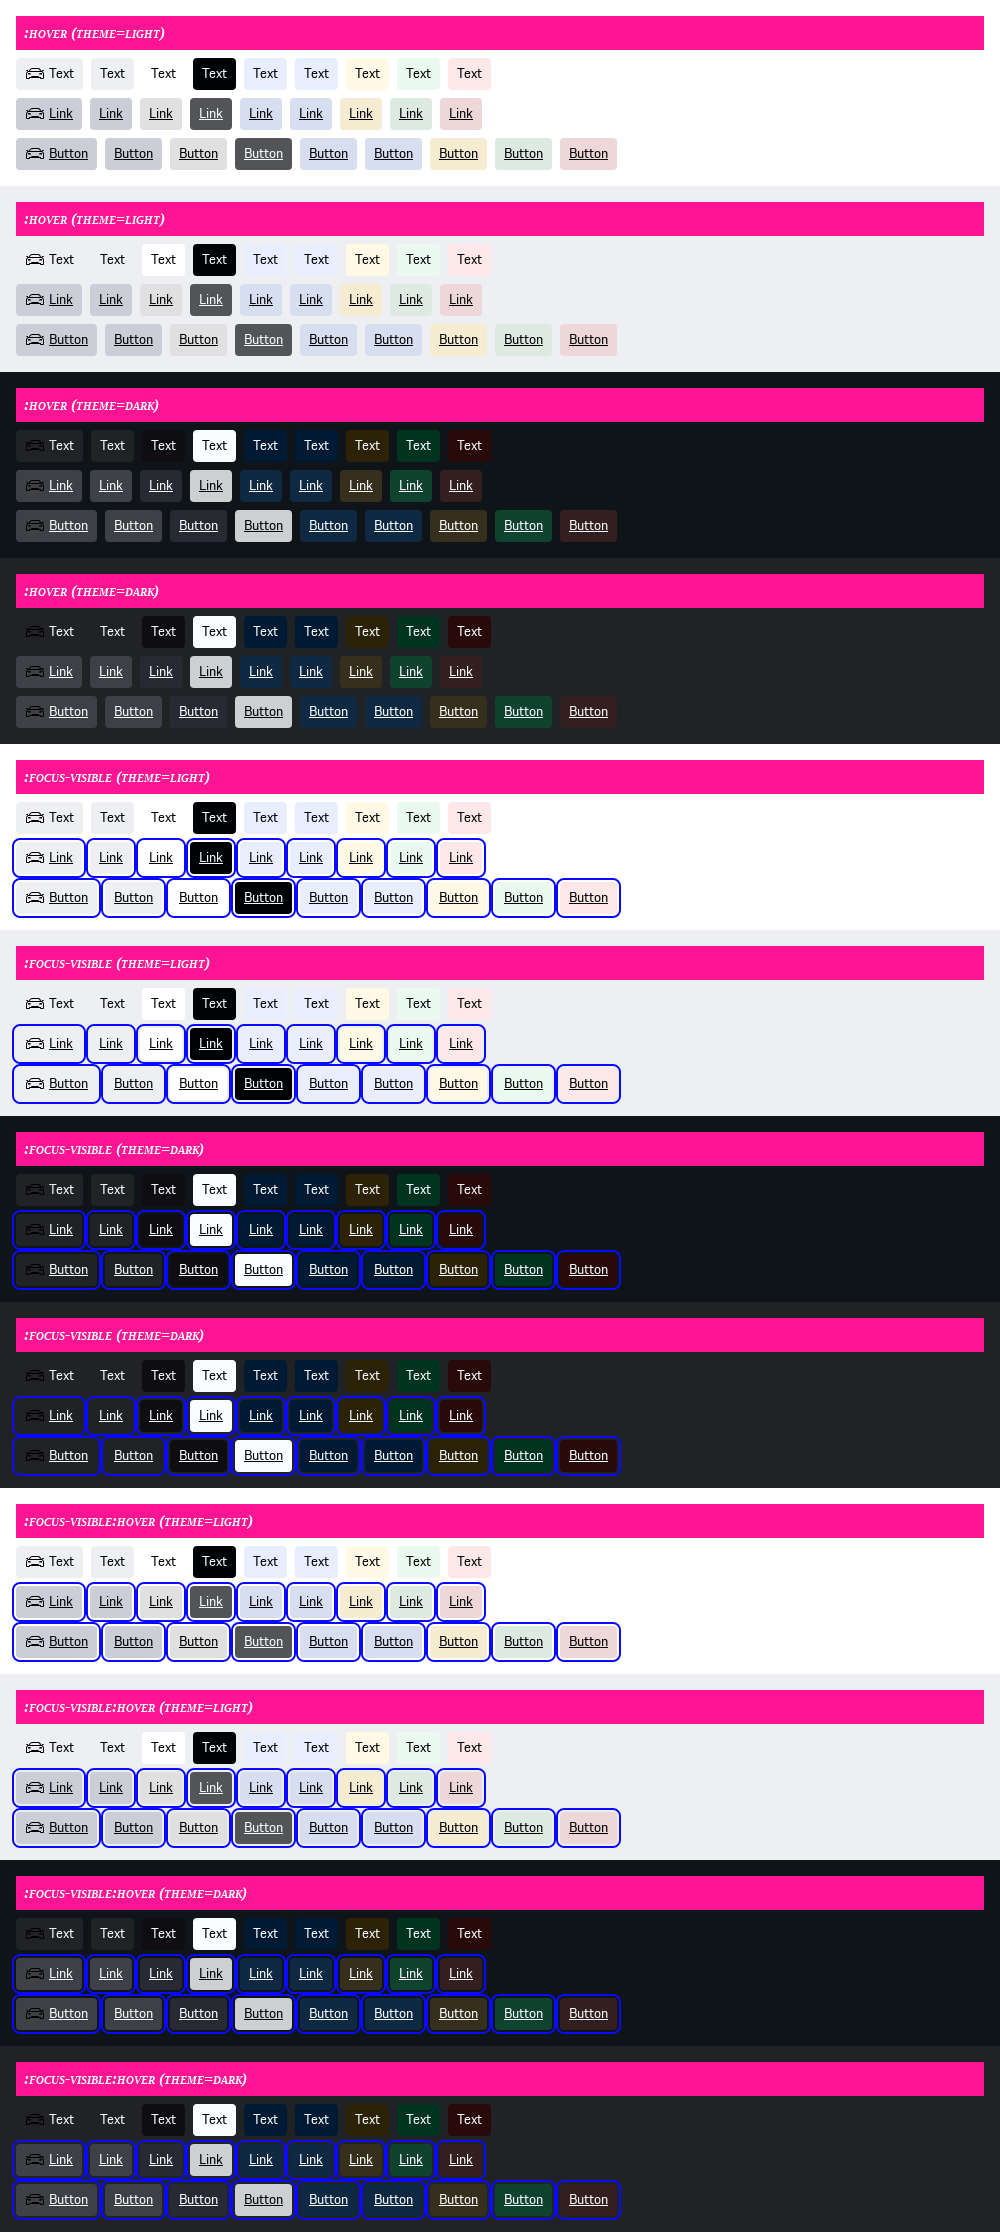 :HOVER (THEME=LIGHT)
Text Text Text Text Text Text Text Text Text
Link Link Link Link Link Link Link Link Link
Button Button Button Button Button Button Button Button Button
:HOVER (THEME=LIGHT)
Text Text Text Text Text Text Text Text Text
Link Link Link Link Link Link Link Link Link
Button Button Button Button Button Button Button Button Button
:HOVER (THEME=DARK)
Text Text Text Text Text Text Text Text Text
Link Link Link Link Link Link Link Link Link
Button Button Button Button Button Button Button Button Button
:HOVER (THEME=DARK)
Text Text Text Text Text Text Text Text Text
Link Link Link Link Link Link Link Link Link
Button Button Button Button Button Button Button Button Button
:FOCUS-VISIBLE (THEME=LIGHT)
Text Text Text Text Text Text Text Text Text
Link Link Link Link Link Link Link Link Link
Button Button Button Button Button Button Button Button Button
:FOCUS-VISIBLE (THEME=LIGHT)
Text Text Text Text Text Text Text Text Text
Link Link Link Link Link Link Link Link Link
Button Button Button Button Button Button Button Button Button
:FOCUS-VISIBLE (THEME=DARK)
Text Text Text Text Text Text Text Text Text
Link Link Link Link Link Link Link Link Link
Button Button Button Button Button Button Button Button Button
:FOCUS-VISIBLE (THEME=DARK)
Text Text Text Text Text Text Text Text Text
Link Link Link Link Link Link Link Link Link
Button Button Button Button Button Button Button Button Button
:FOCUS-VISIBLE:HOVER (THEME=LIGHT)
Text Text Text Text Text Text Text Text Text
Link Link Link Link Link Link Link Link Link
Button Button Button Button Button Button Button Button Button
:FOCUS-VISIBLE:HOVER (THEME=LIGHT)
Text Text Text Text Text Text Text Text Text
Link Link Link Link Link Link Link Link Link
Button Button Button Button Button Button Button Button Button
:FOCUS-VISIBLE:HOVER (THEME=DARK)
Text Text Text Text Text Text Text Text Text
Link Link Link Link Link Link Link Link Link
Button Button Button Button Button Button Button Button Button
:FOCUS-VISIBLE:HOVER (THEME=DARK)
Text Text Text Text Text Text Text Text Text
Link Link Link Link Link Link Link Link Link
Button Button Button Button Button Button Button Button Button